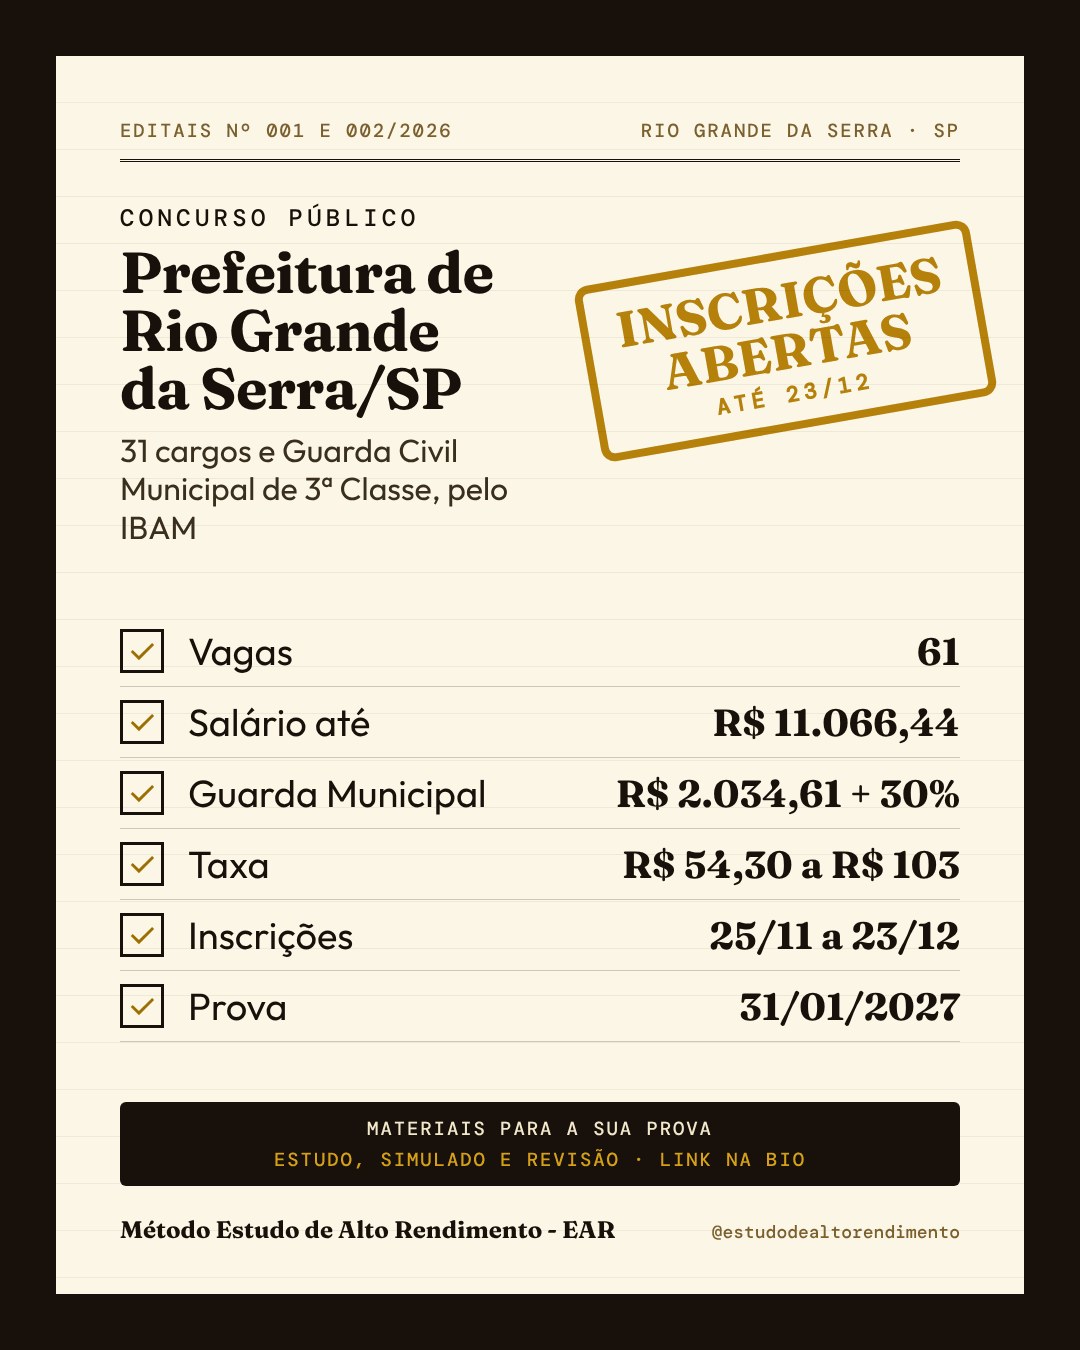 EDITAIS Nº 001 E 002/2026
RIO GRANDE DA SERRA · SP
CONCURSO PÚBLICO
Prefeitura de
Rio Grande
da Serra/SP
31 cargos e Guarda Civil
Municipal de 3ª Classe, pelo
IBAM
INSCRIÇÕES
ABERTAS
ATÉ 23/12
Vagas 61
Salário até R$ 11.066,44
Guarda Municipal R$ 2.034,61 + 30%
Taxa R$ 54,30 a R$ 103
Inscrições 25/11 a 23/12
Prova 31/01/2027
MATERIAIS PARA A SUA PROVA
ESTUDO, SIMULADO E REVISÃO · LINK NA BIO
Método Estudo de Alto Rendimento - EAR
@estudodealtorendimento